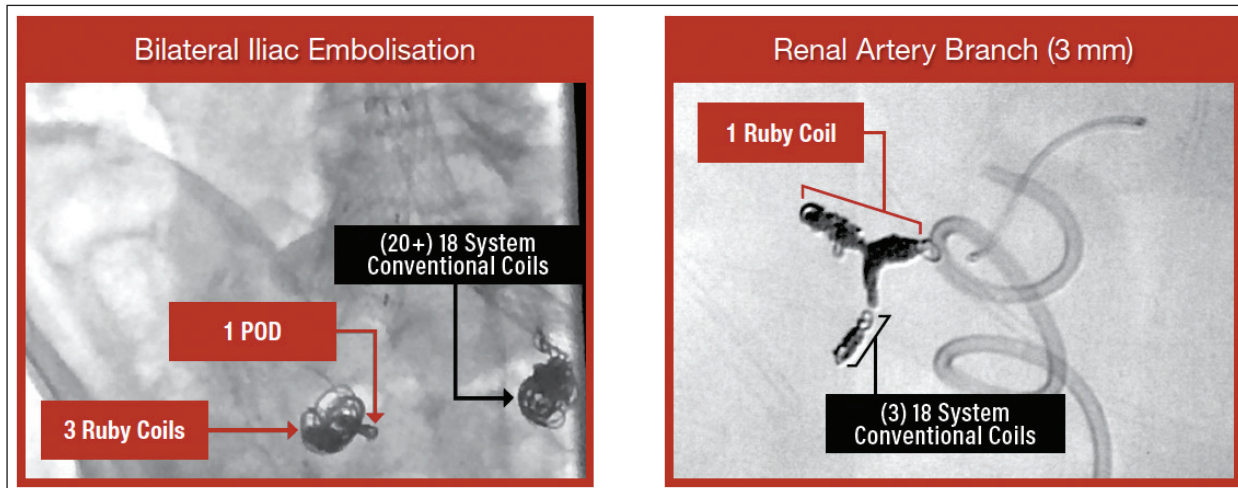 Bilateral Iliac Embolisation
(20+) 18 System
Conventional Coils
1 POD
3 Ruby Coils
Renal Artery Branch (3 mm)
1 Ruby Coil
(3) 18 System
Conventional Coils